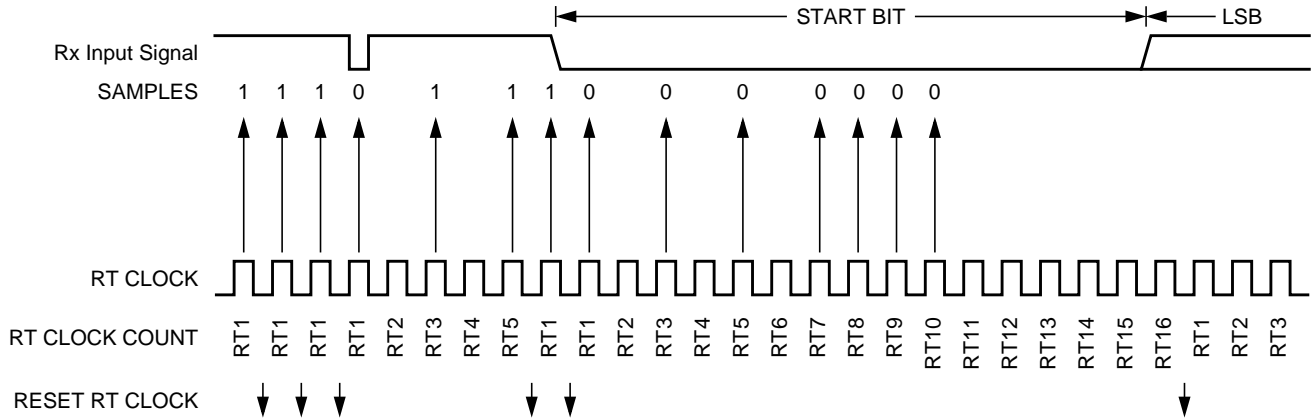 START BIT LSB
Rx Input Signal
SAMPLES 1 1 1 0 1 1 1 0 0 0 0 0 0 0
RT CLOCK
RT CLOCK COUNT RT1 RT1 RT1 RT1 RT2 RT3 RT4 RT5 RT1 RT1 RT2 RT3 RT4 RT5 RT6 RT7 RT8 RT9 RT10 RT11 RT12 RT13 RT14 RT15 RT16 RT1 RT2 RT3
RESET RT CLOCK